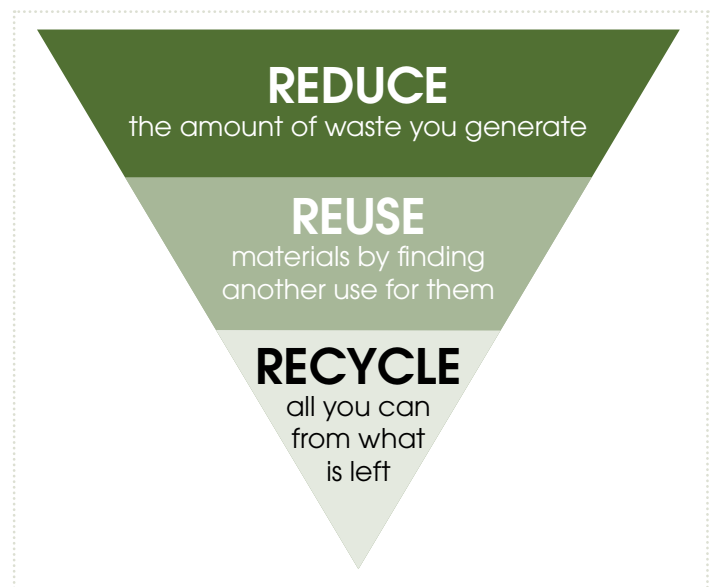 REDUCE
the amount of waste you generate
REUSE
materials by finding
another use for them
RECYCLE
all you can
from what
is left